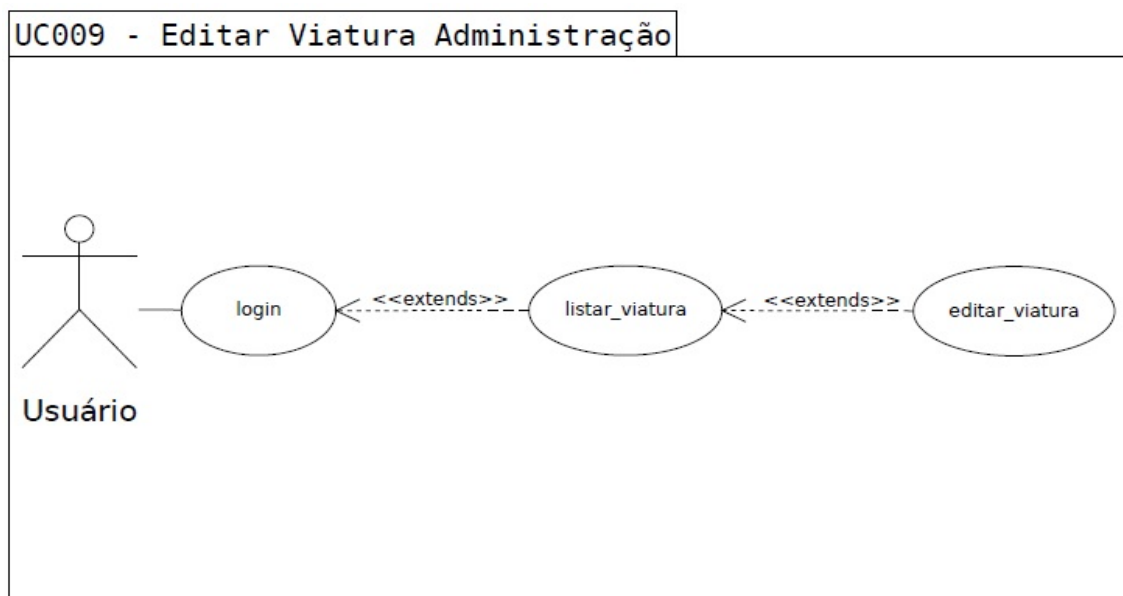 UC009 - Editar Viatura Administração
login
<<extends>>
listar_viatura
<<extends>>
editar_viatura
Usuário